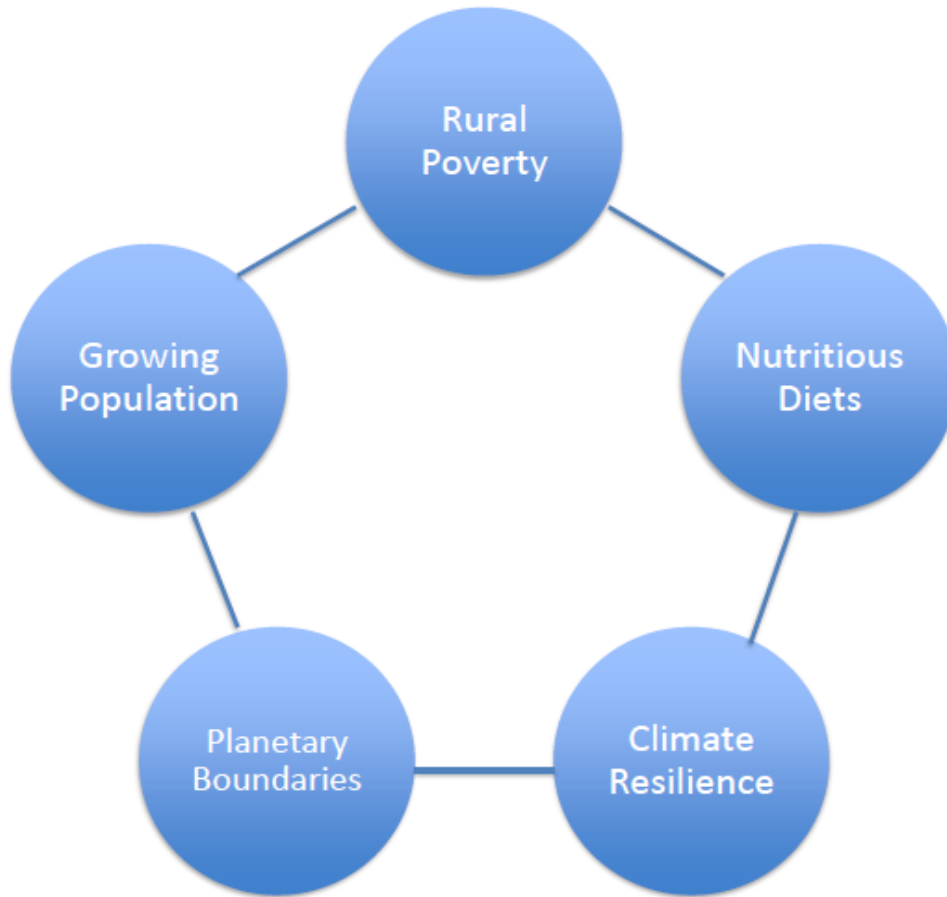 Rural
Poverty
Growing
Population
Nutritious
Diets
Planetary
Boundaries
Climate
Resilience